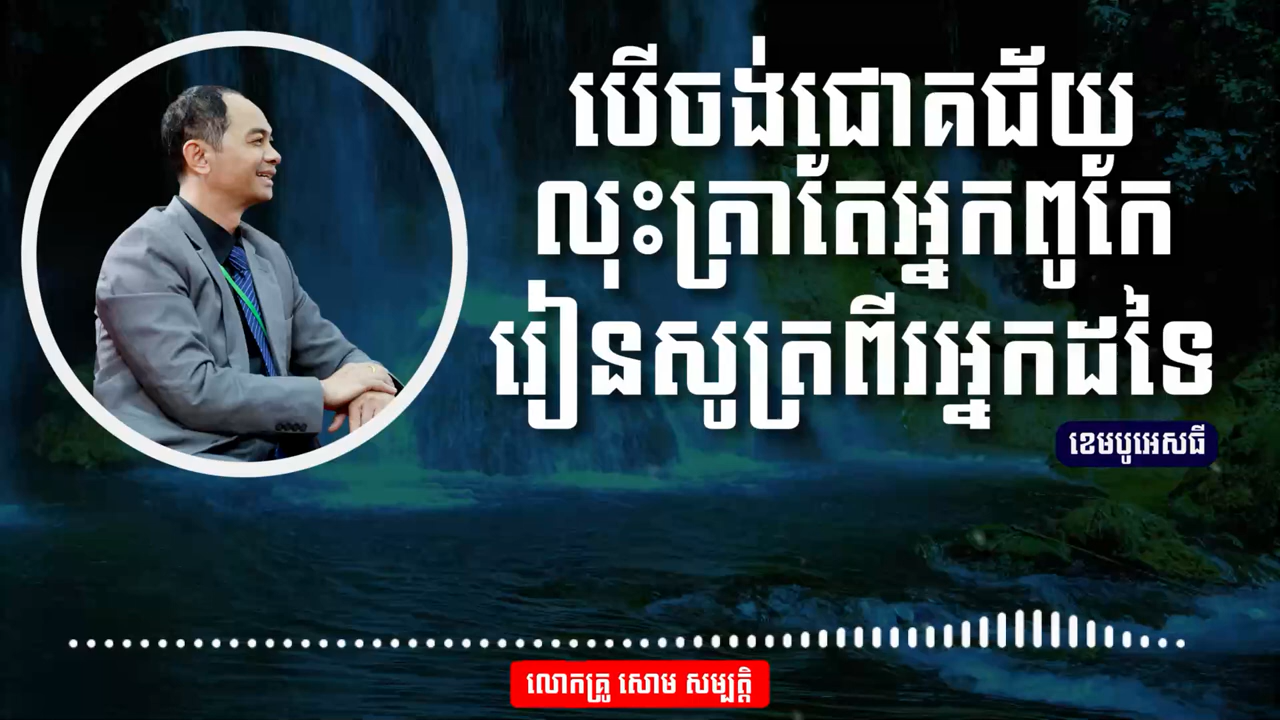 បើចង់ជោគជ័យ
លុះត្រាតែអ្នកពូកែ
រៀនសូត្រពីរអ្នកដទៃ
ខេមបូអេសធី
លោកគ្រូ សោម សម្បត្តិ